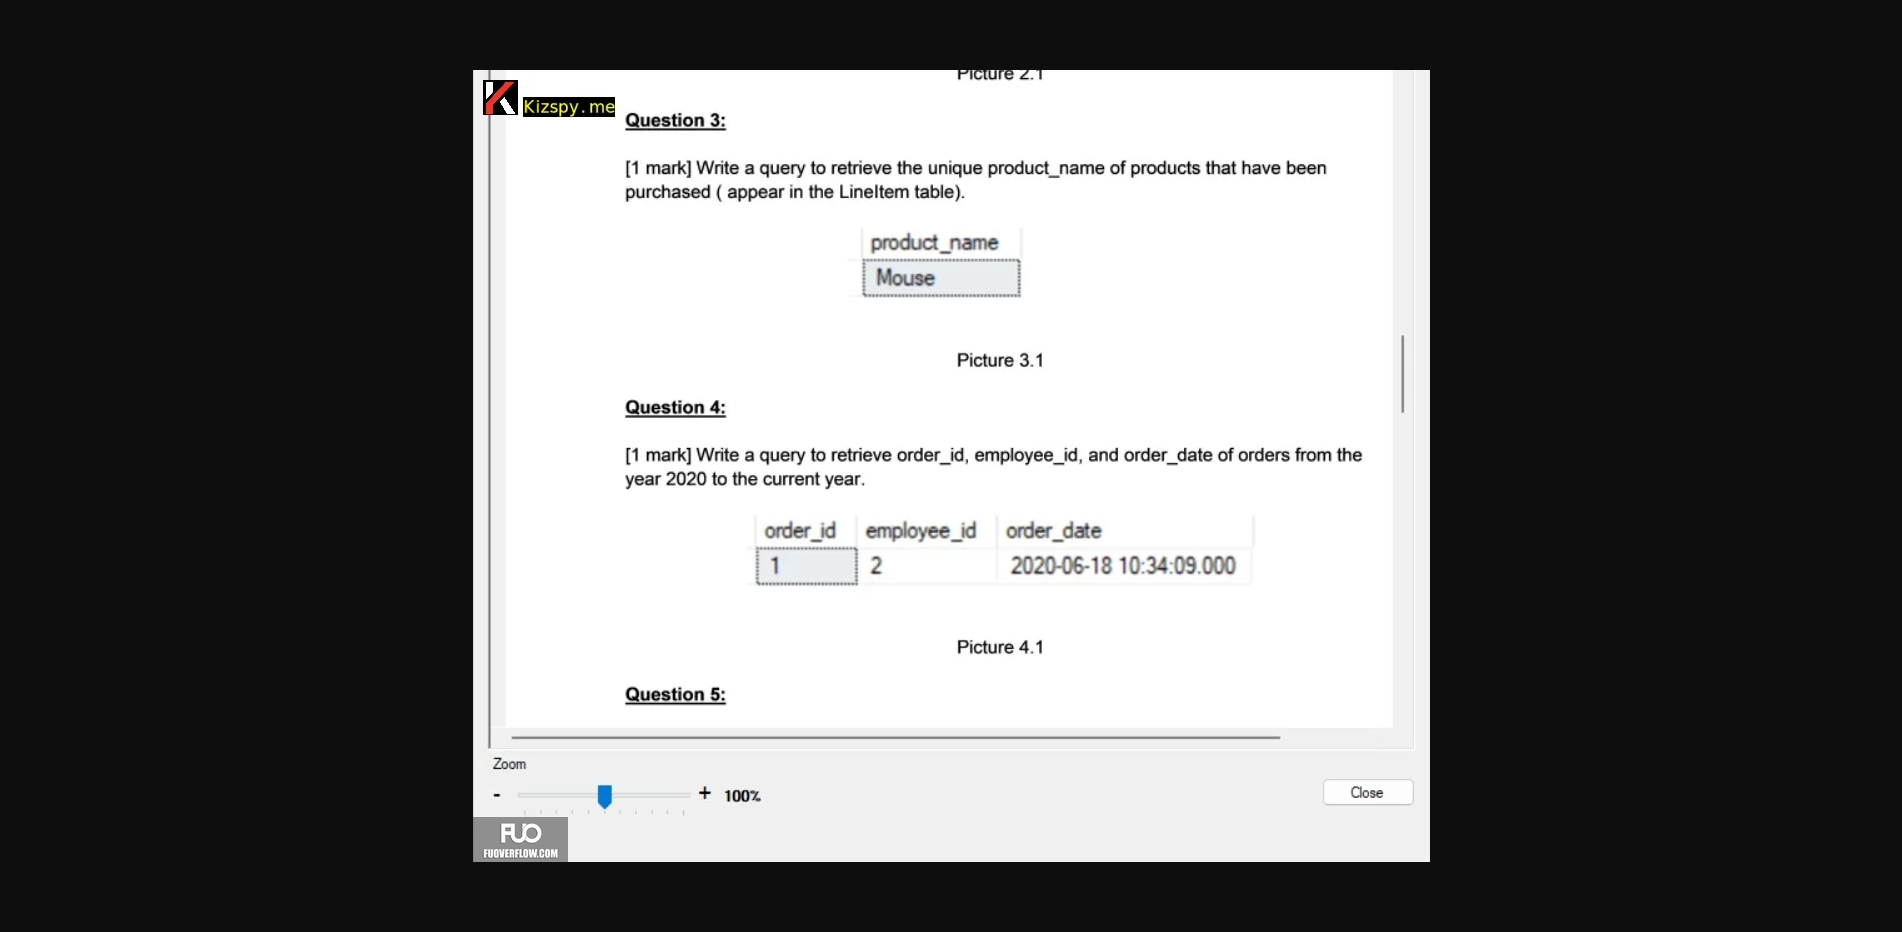 Picture 2.1
Kizspy.me
Question 3:
[1 mark] Write a query to retrieve the unique product_name of products that have been
purchased ( appear in the LineItem table).
product_name
Mouse
Picture 3.1
Question 4:
[1 mark] Write a query to retrieve order_id, employee_id, and order_date of orders from the
year 2020 to the current year.
order_id employee_id order_date
1 2 2020-06-18 10:34:09.000
Picture 4.1
Question 5:
Zoom
- + 100%
Close
FUO
FUOVERFLOW.COM